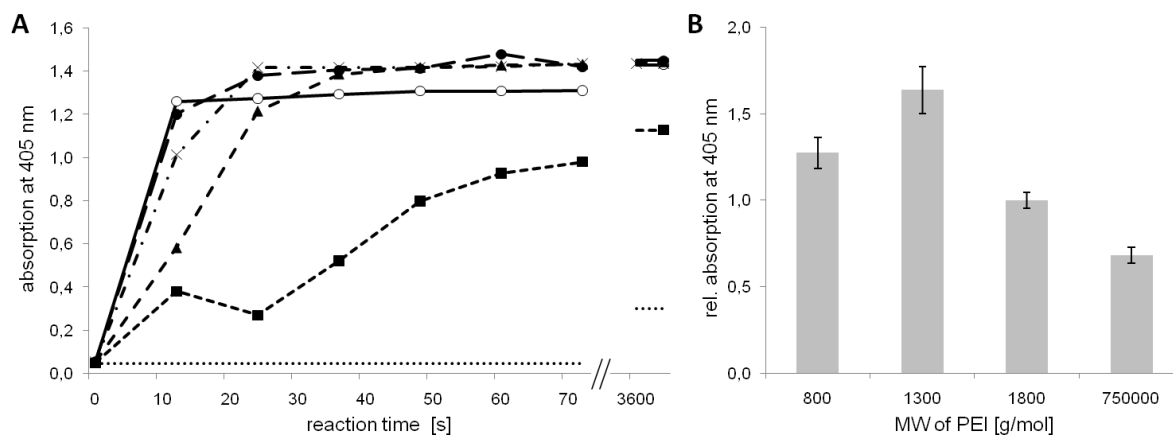 A
1,6
1,4
1,2
1,0
0,8
0,6
0,4
0,2
0,0
absorption at 405 nm
0 10 20 30 40 50 60 70 // 3600
reaction time [s]
B
2,0
1,5
1,0
0,5
0,0
rel. absorption at 405 nm
800 1300 1800 750000
MW of PEI [g/mol]